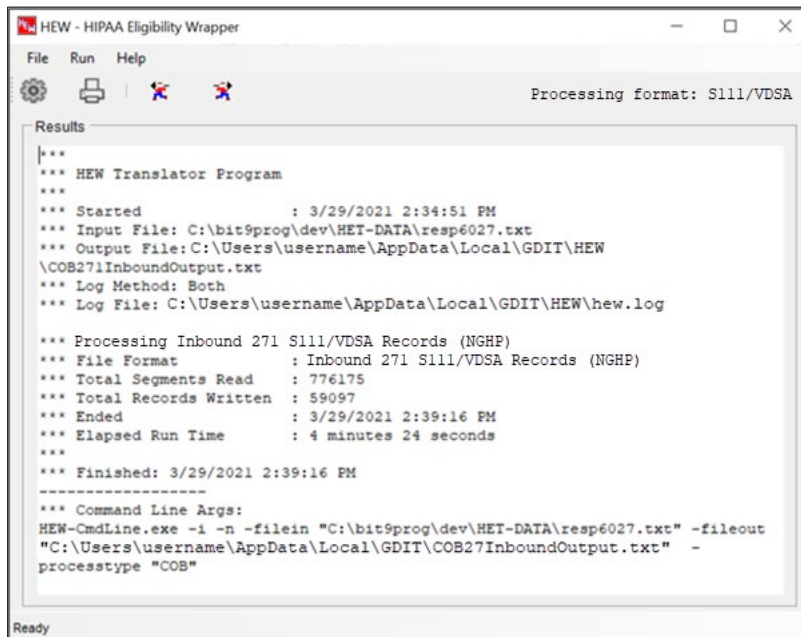 HEW - HIPAA Eligibility Wrapper
File Run Help
Processing format: S111/VDSA
Results
***
*** HEW Translator Program
***
*** Started : 3/29/2021 2:34:51 PM
*** Input File: C:\bit9prog\dev\HET-DATA\resp6027.txt
*** Output File: C:\Users\username\AppData\Local\GDIT\HEW
\COB271InboundOutput.txt
*** Log Method: Both
*** Log File: C:\Users\username\AppData\Local\GDIT\HEW\hew.log
*** Processing Inbound 271 S111/VDSA Records (NGHP)
*** File Format : Inbound 271 S111/VDSA Records (NGHP)
*** Total Segments Read : 776175
*** Total Records Written : 59097
*** Ended : 3/29/2021 2:39:16 PM
*** Elapsed Run Time : 4 minutes 24 seconds
***
*** Finished: 3/29/2021 2:39:16 PM
------------------
*** Command Line Args:
HEW-CmdLine.exe -i -n -filein "C:\bit9prog\dev\HET-DATA\resp6027.txt" -fileout
"C:\Users\username\AppData\Local\GDIT\COB27InboundOutput.txt" -
processtype "COB"
Ready